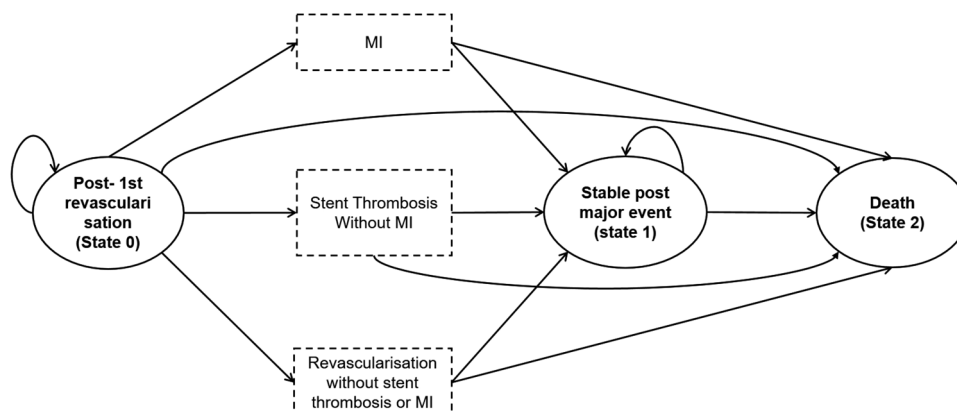 MI
Post- 1st
revasculari
sation
(State 0)
Stent Thrombosis
Without MI
Stable post
major event
(state 1)
Death
(State 2)
Revascularisation
without stent
thrombosis or MI